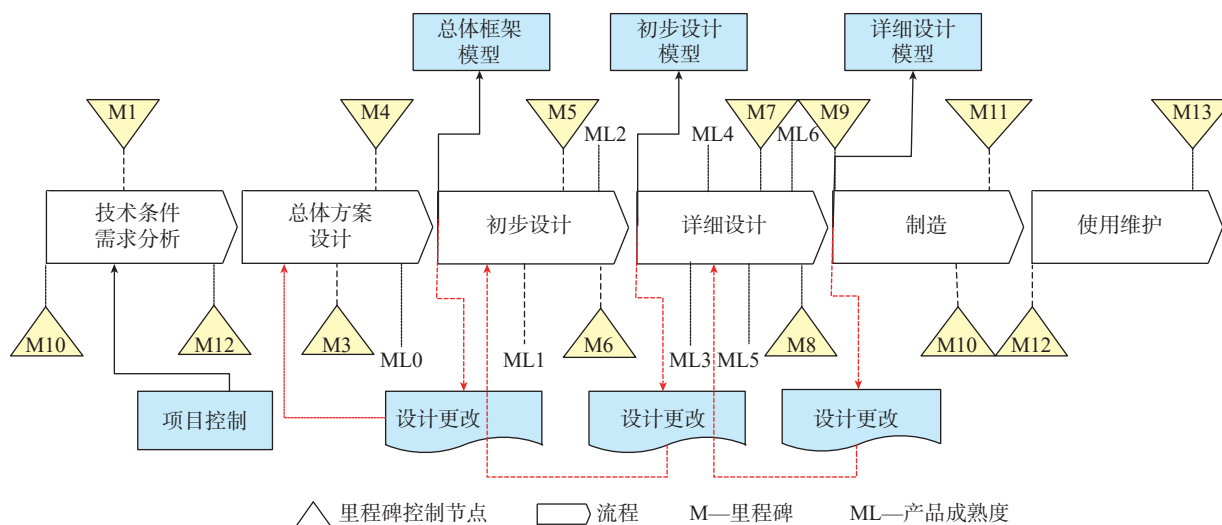 总体框架
模型
初步设计
模型
详细设计
模型
M1
M4
M5
ML2
ML4
M7
ML6
M9
M11
M13
技术条件
需求分析
总体方案
设计
初步设计
详细设计
制造
使用维护
M10
M12
M3
ML0
ML1
M6
ML3
ML5
M8
M10
M12
项目控制
设计更改
设计更改
设计更改
里程碑控制节点
流程
M—里程碑
ML—产品成熟度